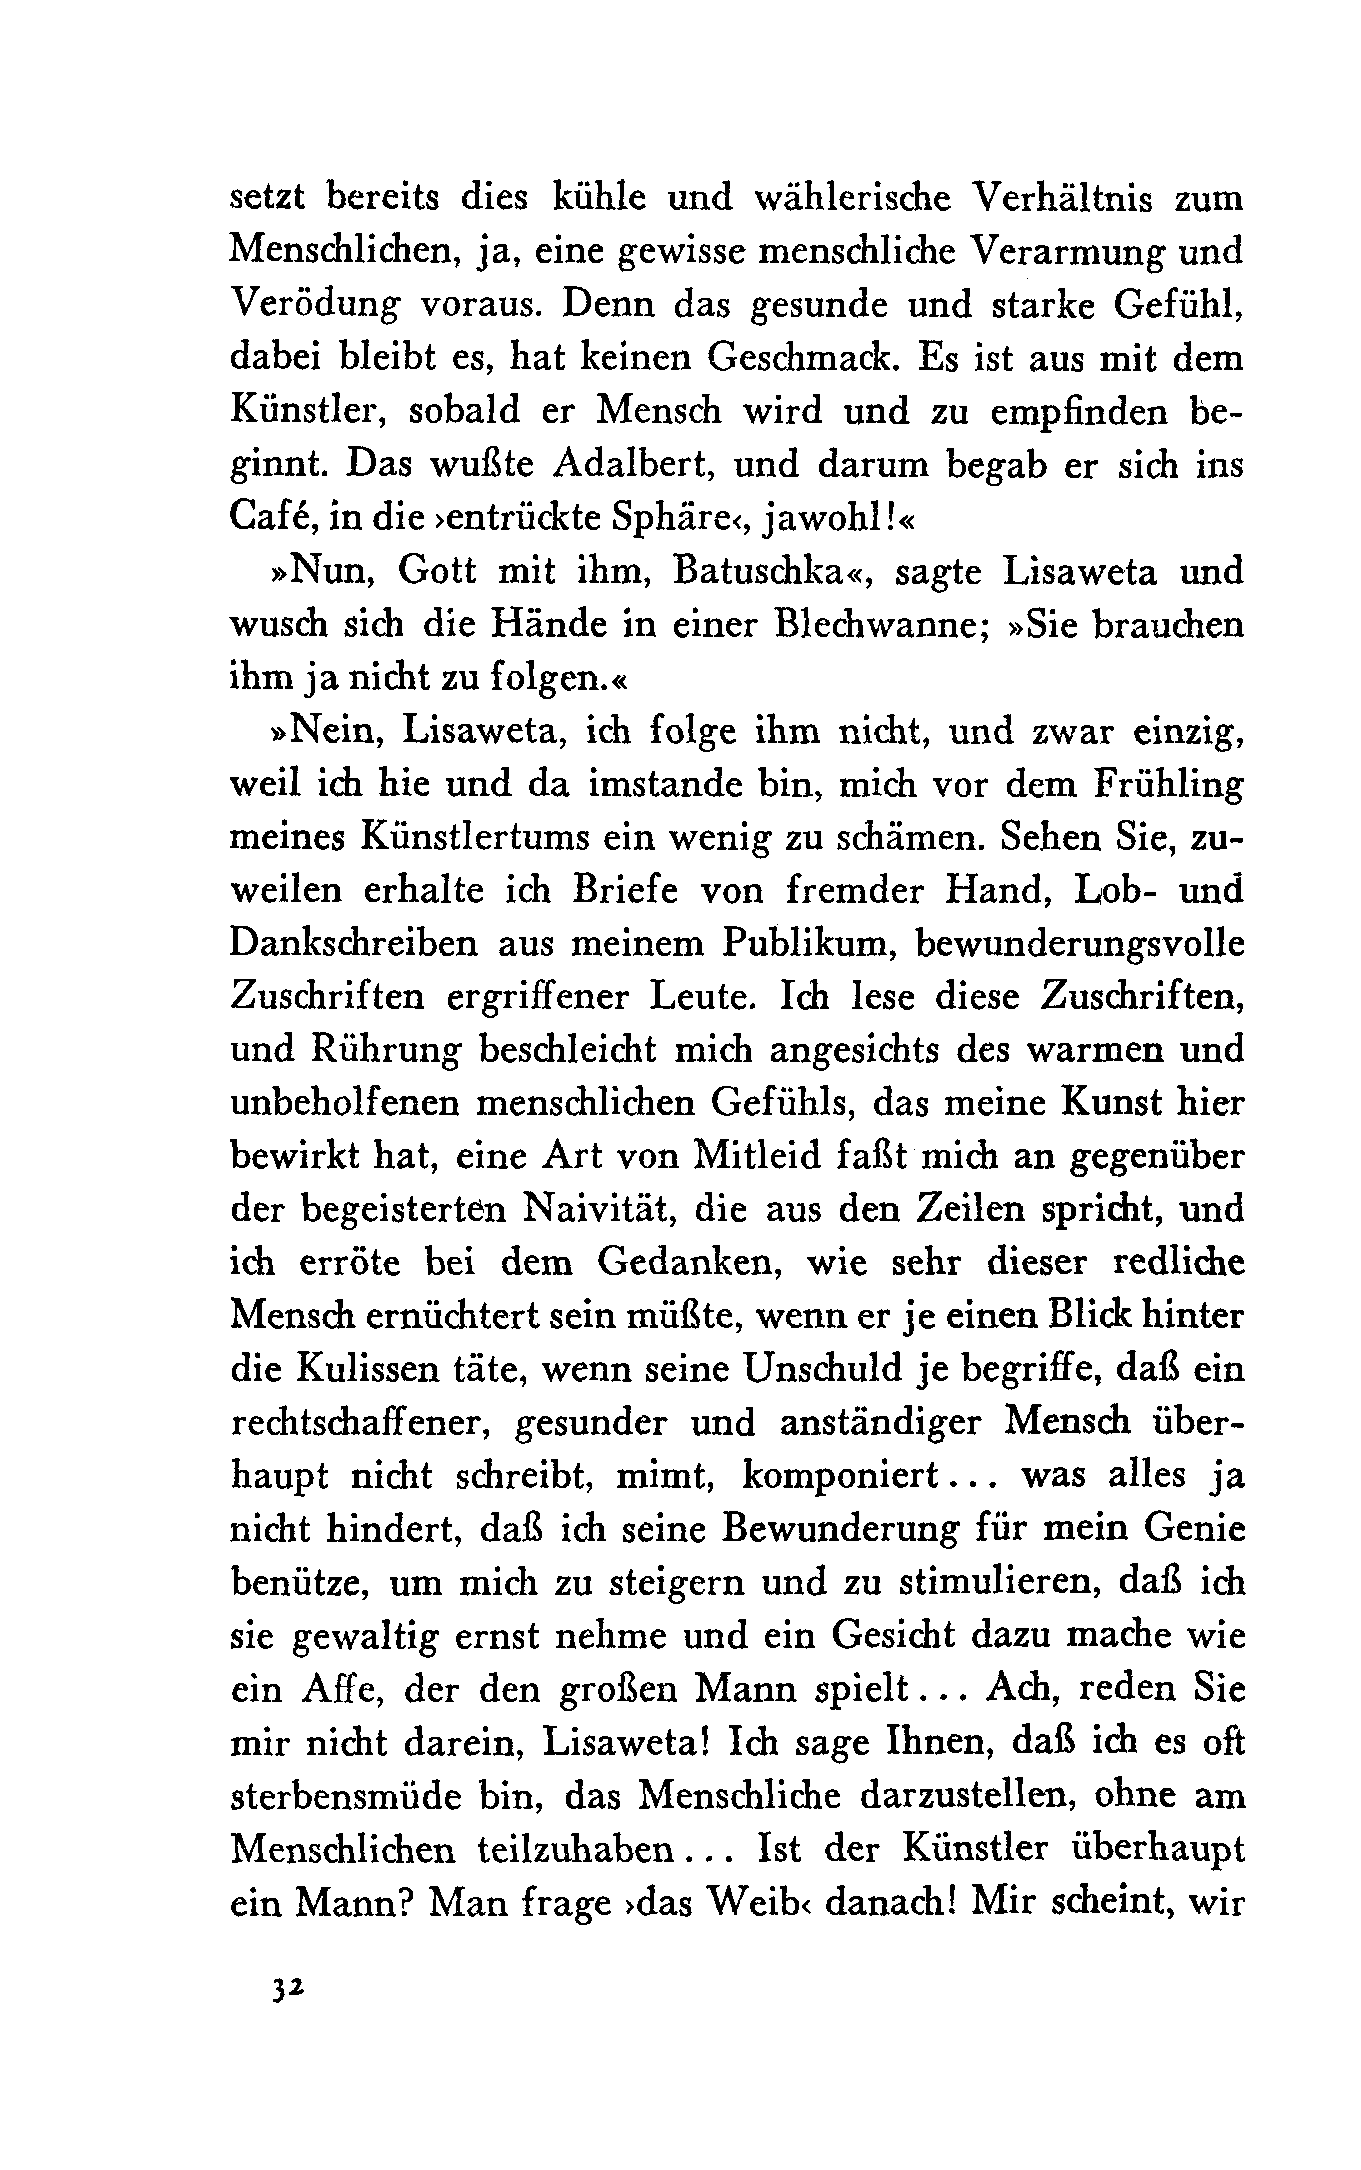 setzt bereits dies kühle und wählerische Verhältnis zum
Menschlichen, ja, eine gewisse menschliche Verarmung und
Verödung voraus. Denn das gesunde und starke Gefühl,
dabei bleibt es, hat keinen Geschmack. Es ist aus mit dem
Künstler, sobald er Mensch wird und zu empfinden be-
ginnt. Das wußte Adalbert, und darum begab er sich ins
Café, in die ›entrückte Sphäre‹, jawohl!«
»Nun, Gott mit ihm, Batuschka«, sagte Lisaweta und
wusch sich die Hände in einer Blechwanne; »Sie brauchen
ihm ja nicht zu folgen.«
»Nein, Lisaweta, ich folge ihm nicht, und zwar einzig,
weil ich hie und da imstande bin, mich vor dem Frühling
meines Künstlertums ein wenig zu schämen. Sehen Sie, zu-
weilen erhalte ich Briefe von fremder Hand, Lob- und
Dankschreiben aus meinem Publikum, bewunderungsvolle
Zuschriften ergriffener Leute. Ich lese diese Zuschriften,
und Rührung beschleicht mich angesichts des warmen und
unbeholfenen menschlichen Gefühls, das meine Kunst hier
bewirkt hat, eine Art von Mitleid faßt mich an gegenüber
der begeisterten Naivität, die aus den Zeilen spricht, und
ich erröte bei dem Gedanken, wie sehr dieser redliche
Mensch ernüchtert sein müßte, wenn er je einen Blick hinter
die Kulissen täte, wenn seine Unschuld je begriffe, daß ein
rechtschaffener, gesunder und anständiger Mensch über-
haupt nicht schreibt, mimt, komponiert... was alles ja
nicht hindert, daß ich seine Bewunderung für mein Genie
benütze, um mich zu steigern und zu stimulieren, daß ich
sie gewaltig ernst nehme und ein Gesicht dazu mache wie
ein Affe, der den großen Mann spielt... Ach, reden Sie
mir nicht darein, Lisaweta! Ich sage Ihnen, daß ich es oft
sterbensmüde bin, das Menschliche darzustellen, ohne am
Menschlichen teilzuhaben... Ist der Künstler überhaupt
ein Mann? Man frage ›das Weib‹ danach! Mir scheint, wir
32